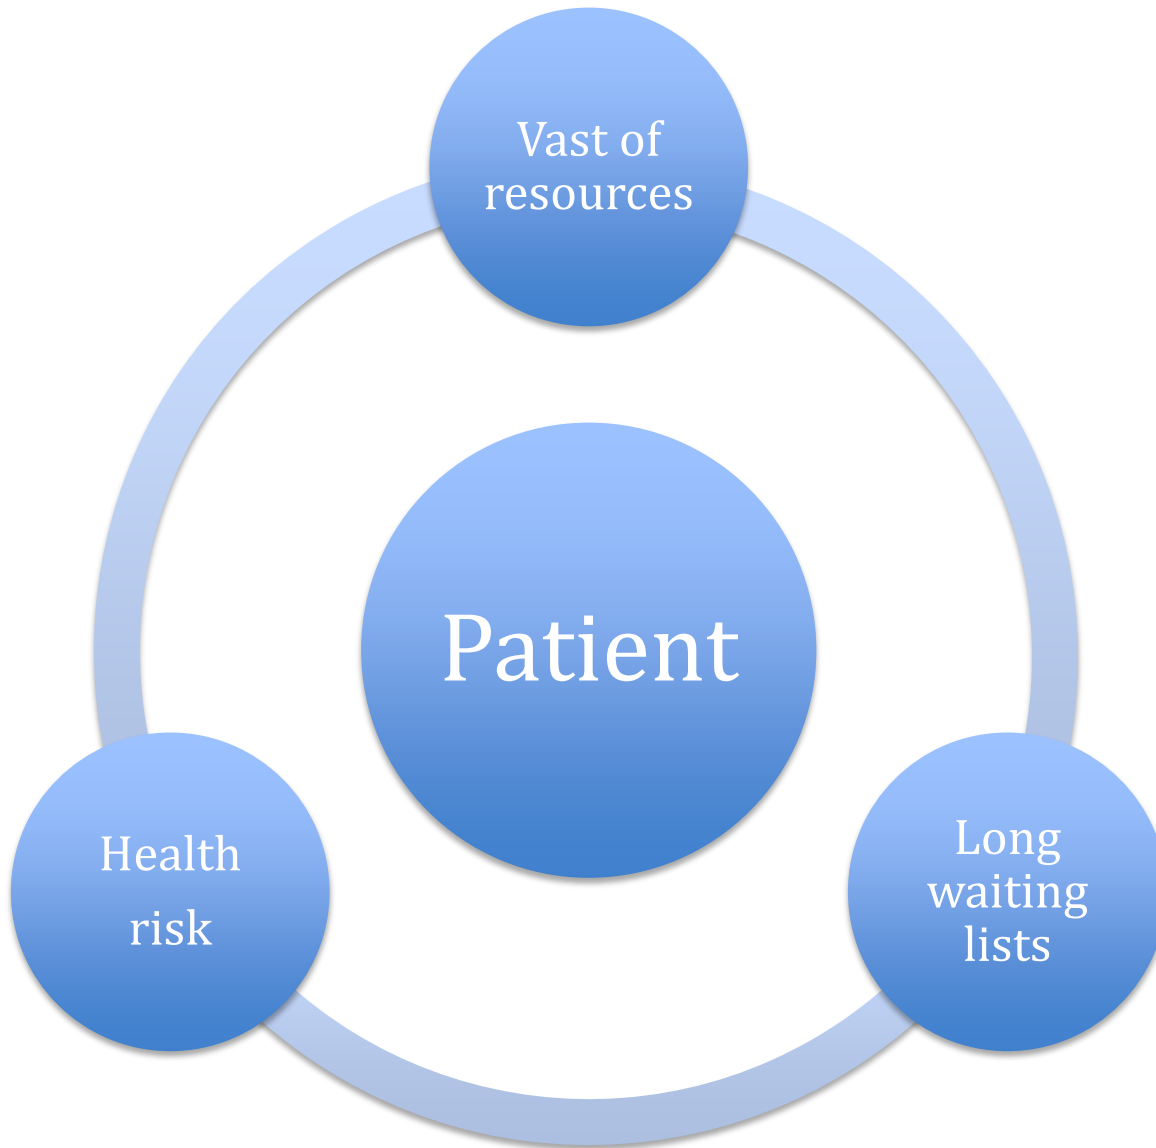 Vast of
resources
Patient
Health
risk
Long
waiting
lists